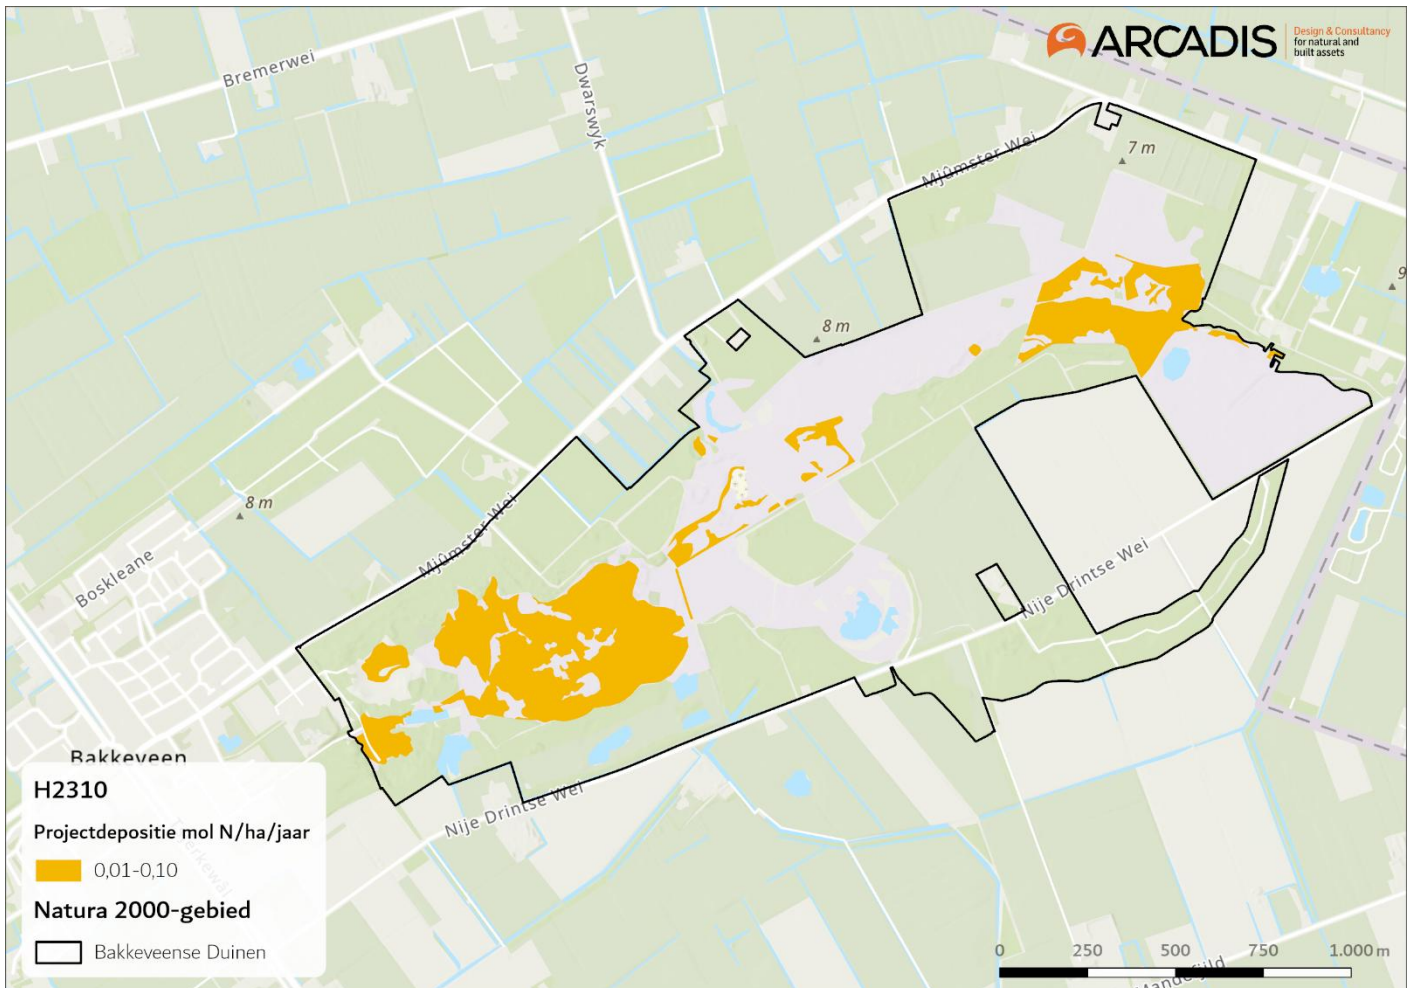 ARCADIS
Design & Consultancy
for natural and
built assets
Bremerwei
Dwarswyk
Mjûmster Wei
7 m
9
8 m
8 m
Mjûmster Wei
Boskleane
Nije Drintse Wei
Bakkeveen
Nije Drintse Wei
H2310
Projectdepositie mol N/ha/jaar
0,01-0,10
Natura 2000-gebied
Bakkeveense Duinen
0 250 500 750 1.000 m